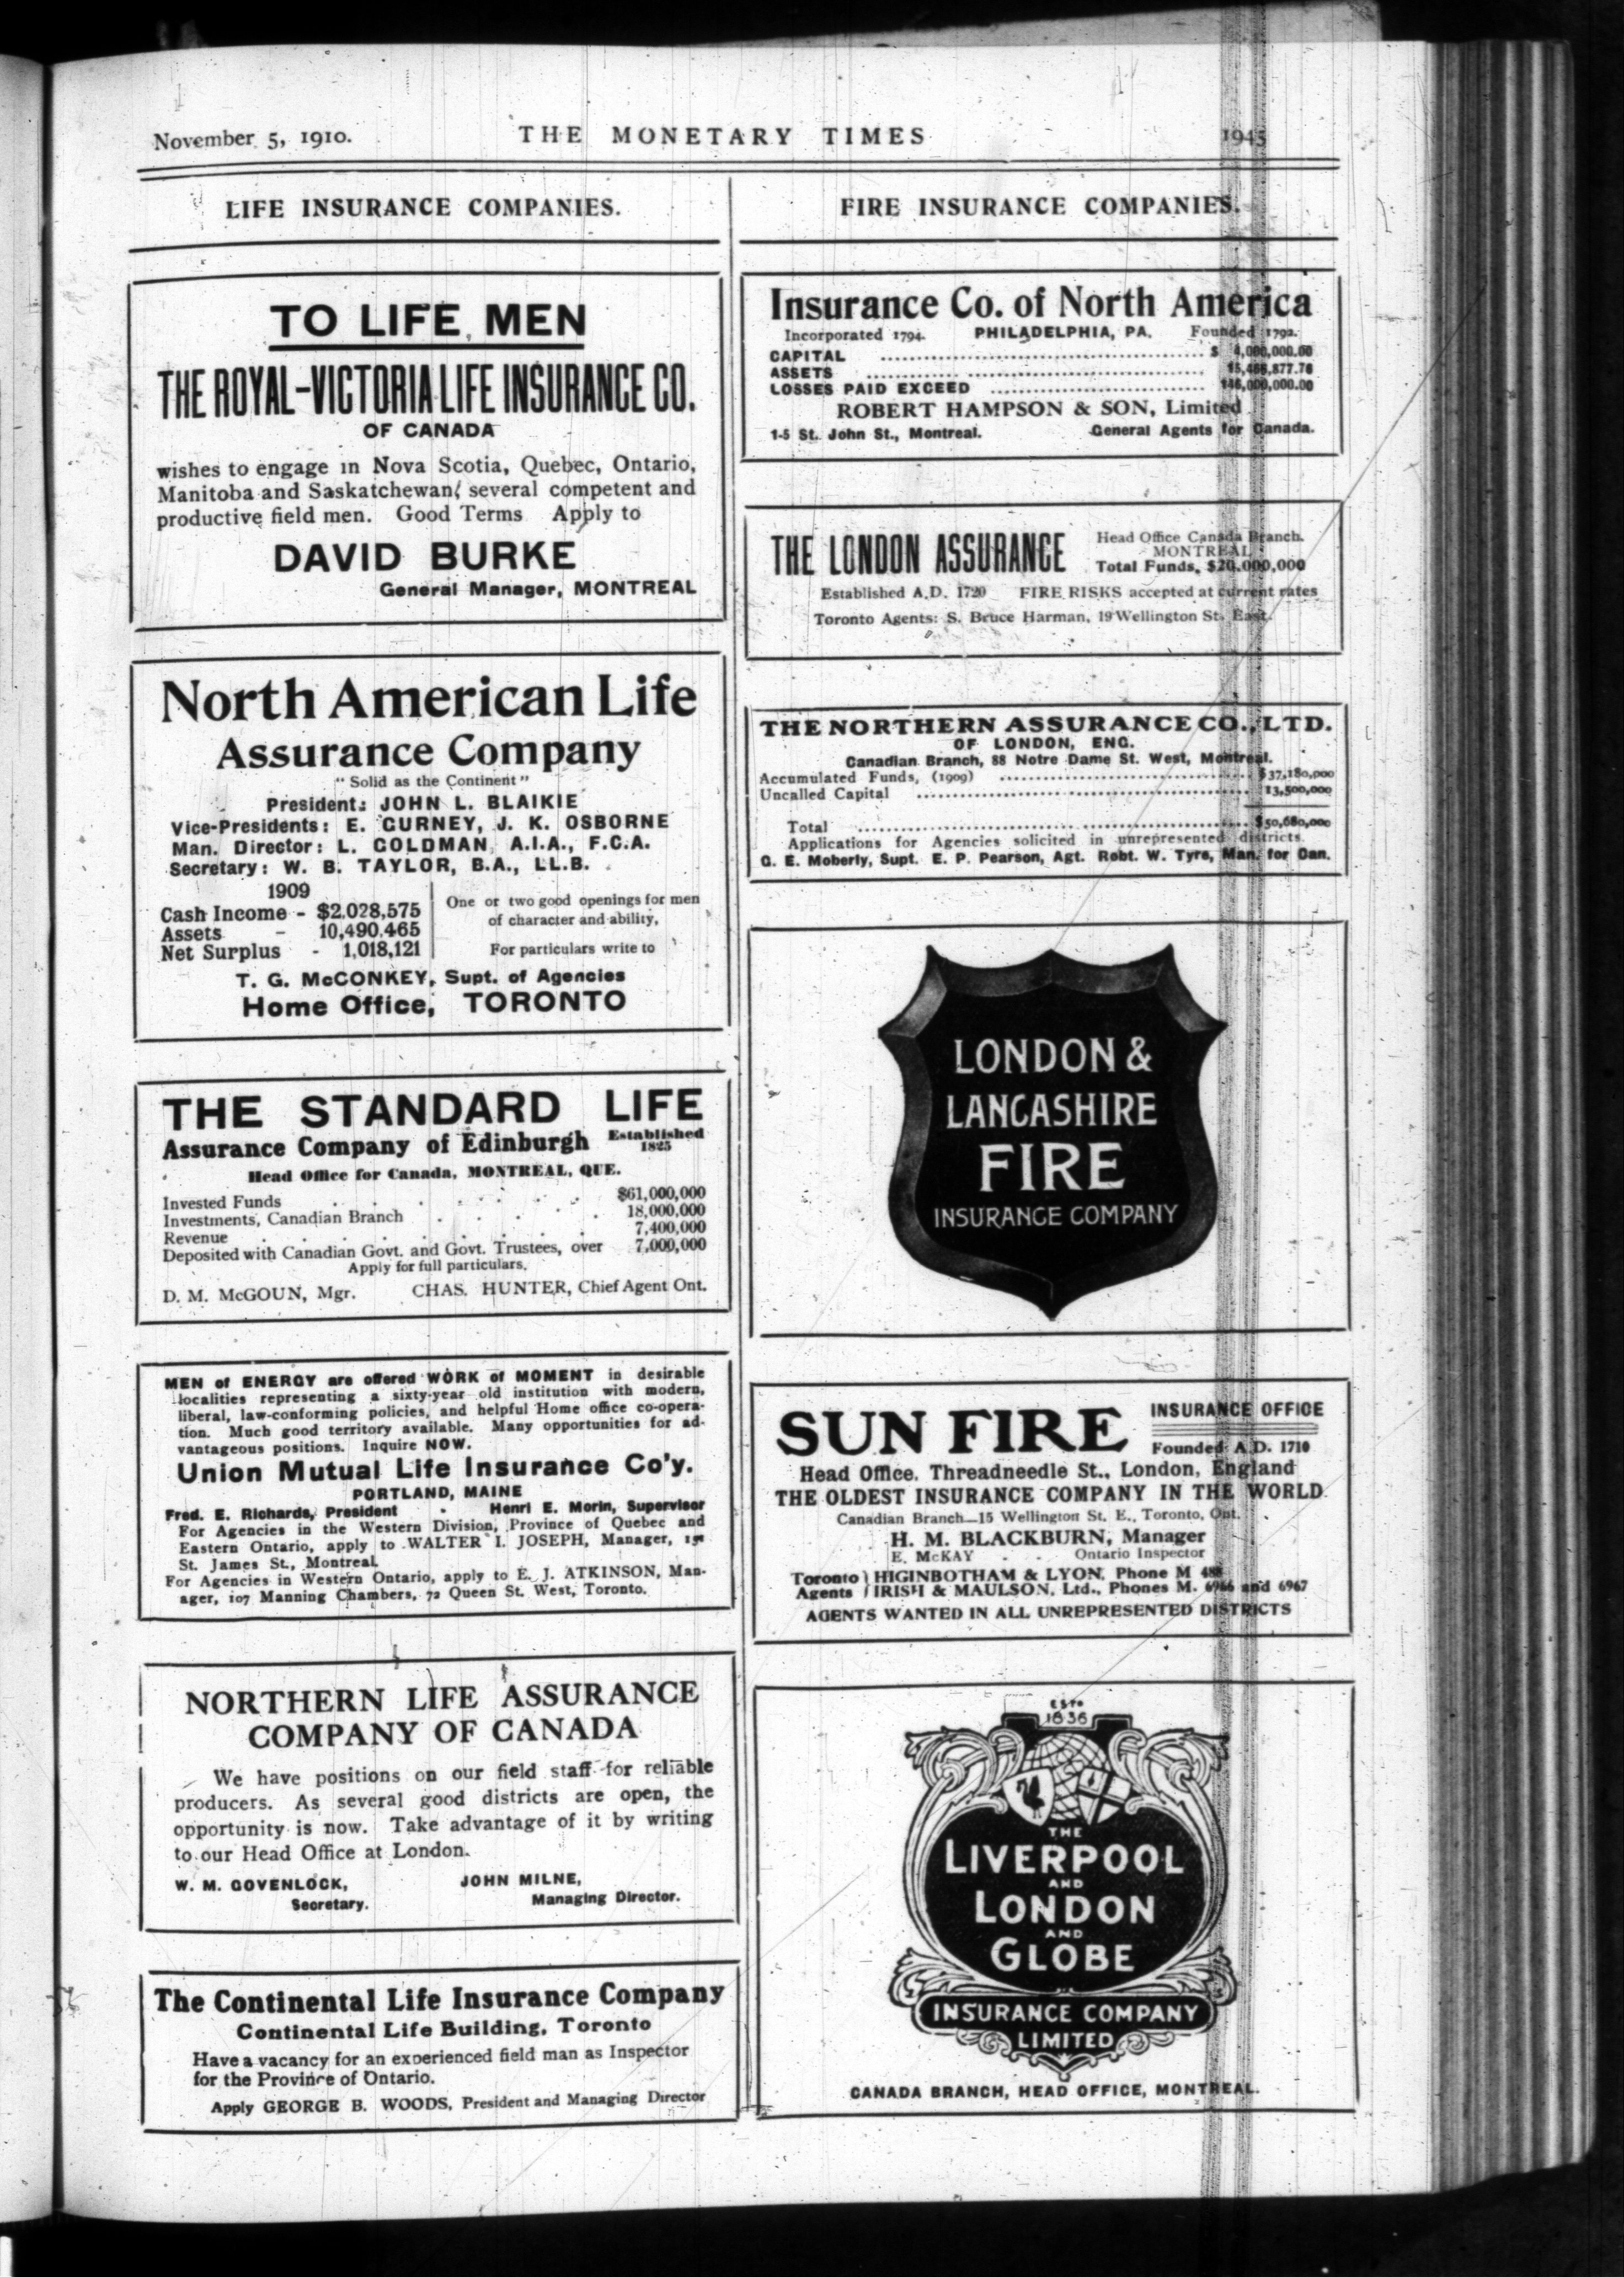 November 5, 1910.
THE MONETARY TIMES
1945
LIFE INSURANCE COMPANIES.
TO LIFE MEN
THE ROYAL-VICTORIA LIFE INSURANCE CO.
OF CANADA
wishes to engage in Nova Scotia, Quebec, Ontario,
Manitoba and Saskatchewan, several competent and
productive field men. Good Terms Apply to
DAVID BURKE
General Manager, MONTREAL
North American Life
Assurance Company
"Solid as the Continent"
President: JOHN L. BLAIKIE
Vice-Presidents: E. GURNEY, J. K. OSBORNE
Man. Director: L. GOLDMAN, A.I.A., F.C.A.
Secretary: W. B. TAYLOR, B.A., LL.B.
1909
Cash Income - $2,028,575
Assets - 10,490,465
Net Surplus - 1,018,121
One or two good openings for men
of character and ability,
For particulars write to
T. G. McCONKEY, Supt. of Agencies
Home Office, TORONTO
THE STANDARD LIFE
Assurance Company of Edinburgh Established 1825
Head Office for Canada, MONTREAL, QUE.
Invested Funds $61,000,000
Investments, Canadian Branch 18,000,000
Revenue 7,400,000
Deposited with Canadian Govt. and Govt. Trustees, over 7,000,000
Apply for full particulars,
D. M. McGOUN, Mgr. CHAS. HUNTER, Chief Agent Ont.
MEN of ENERGY are offered WORK of MOMENT in desirable
localities representing a sixty-year old institution with modern,
liberal, law-conforming policies, and helpful Home office co-opera-
tion. Much good territory available. Many opportunities for ad-
vantageous positions. Inquire NOW.
Union Mutual Life Insurance Co'y.
PORTLAND, MAINE
Fred. E. Richards, President Henri E. Morin, Supervisor
For Agencies in the Western Division, Province of Quebec and
Eastern Ontario, apply to WALTER I. JOSEPH, Manager,
St. James St., Montreal.
For Agencies in Western Ontario, apply to E. J. ATKINSON, Man-
ager, 107 Manning Chambers, 72 Queen St. West, Toronto.
NORTHERN LIFE ASSURANCE
COMPANY OF CANADA
We have positions on our field staff for reliable
producers. As several good districts are open, the
opportunity is now. Take advantage of it by writing
to our Head Office at London.
W. M. GOVENLOCK,
Secretary.
JOHN MILNE,
Managing Director.
The Continental Life Insurance Company
Continental Life Building, Toronto
Have a vacancy for an experienced field man as Inspector
for the Province of Ontario.
Apply GEORGE B. WOODS, President and Managing Director
FIRE INSURANCE COMPANIES.
Insurance Co. of North America
Incorporated 1794. PHILADELPHIA, PA. Founded 1792.
CAPITAL $ 4,000,000.00
ASSETS
LOSSES PAID EXCEED
ROBERT HAMPSON & SON, Limited
1-5 St. John St., Montreal. General Agents for Canada.
THE LONDON ASSURANCE
Head Office Canada Branch.
MONTREAL
Total Funds, $20,000,000
Established A.D. 1720 FIRE RISKS accepted at current rates
Toronto Agents: S. Bruce Harman, 19 Wellington St. East.
THE NORTHERN ASSURANCE CO., LTD.
OF LONDON, ENG.
Canadian Branch, 88 Notre Dame St. West, Montreal.
Accumulated Funds, (1909) $37,180,000
Uncalled Capital 13,500,000
Total $50,680,000
Applications for Agencies solicited in unrepresented districts.
G. E. Moberly, Supt. E. P. Pearson, Agt. Robt. W. Tyre, Man. for Can.
LONDON &
LANCASHIRE
FIRE
INSURANCE COMPANY
SUN FIRE
INSURANCE OFFICE
Founded A.D. 1710
Head Office, Threadneedle St., London, England
THE OLDEST INSURANCE COMPANY IN THE WORLD
Canadian Branch—15 Wellington St. E., Toronto, Ont.
H. M. BLACKBURN, Manager
E. McKAY Ontario Inspector
Toronto HIGINBOTHAM & LYON, Phone M 488
Agents IRISH & MAULSON, Ltd., Phones M. 6966 and 6967
AGENTS WANTED IN ALL UNREPRESENTED DISTRICTS
ESTD
1836
THE
LIVERPOOL
AND
LONDON
AND
GLOBE
INSURANCE COMPANY
LIMITED
CANADA BRANCH, HEAD OFFICE, MONTREAL.